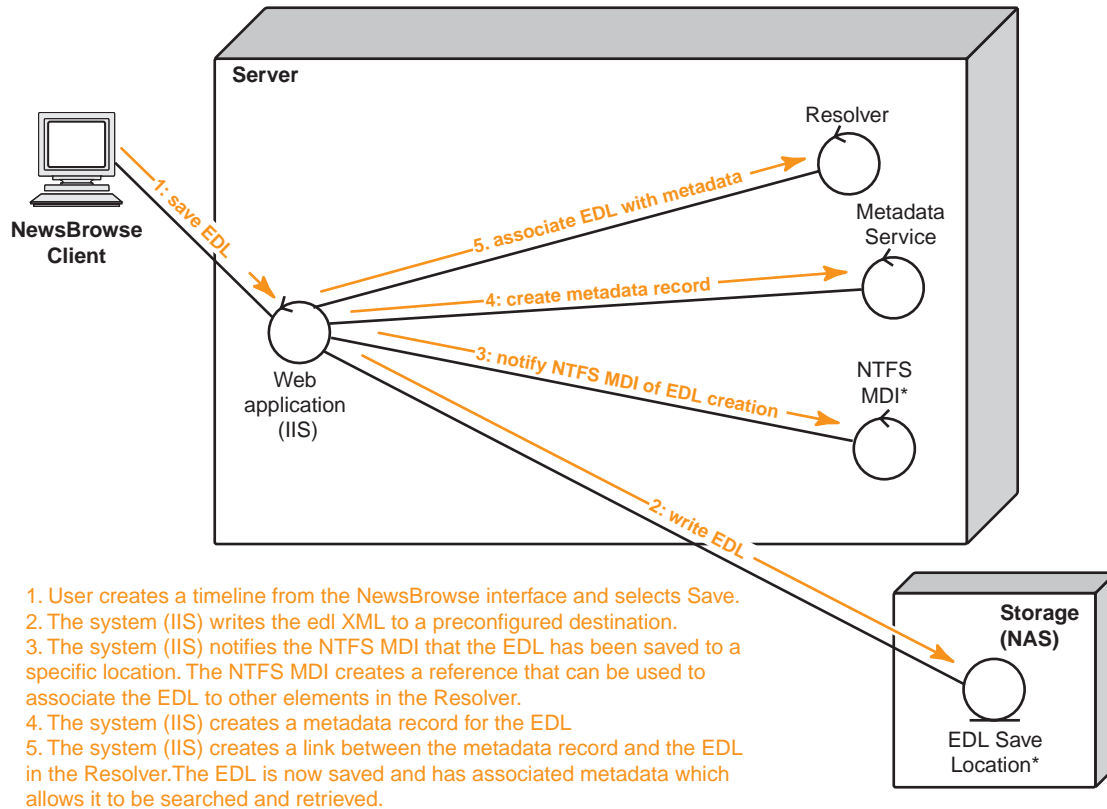 Server
Resolver
1: save EDL
5. associate EDL with metadata
NewsBrowse
Client
Metadata
Service
4: create metadata record
3: notify NTFS MDI of EDL creation
NTFS
MDI*
Web
application
(IIS)
2: write EDL
1. User creates a timeline from the NewsBrowse interface and selects Save.
2. The system (IIS) writes the edl XML to a preconfigured destination.
3. The system (IIS) notifies the NTFS MDI that the EDL has been saved to a
specific location. The NTFS MDI creates a reference that can be used to
associate the EDL to other elements in the Resolver.
4. The system (IIS) creates a metadata record for the EDL
5. The system (IIS) creates a link between the metadata record and the EDL
in the Resolver.The EDL is now saved and has associated metadata which
allows it to be searched and retrieved.
Storage
(NAS)
EDL Save
Location*